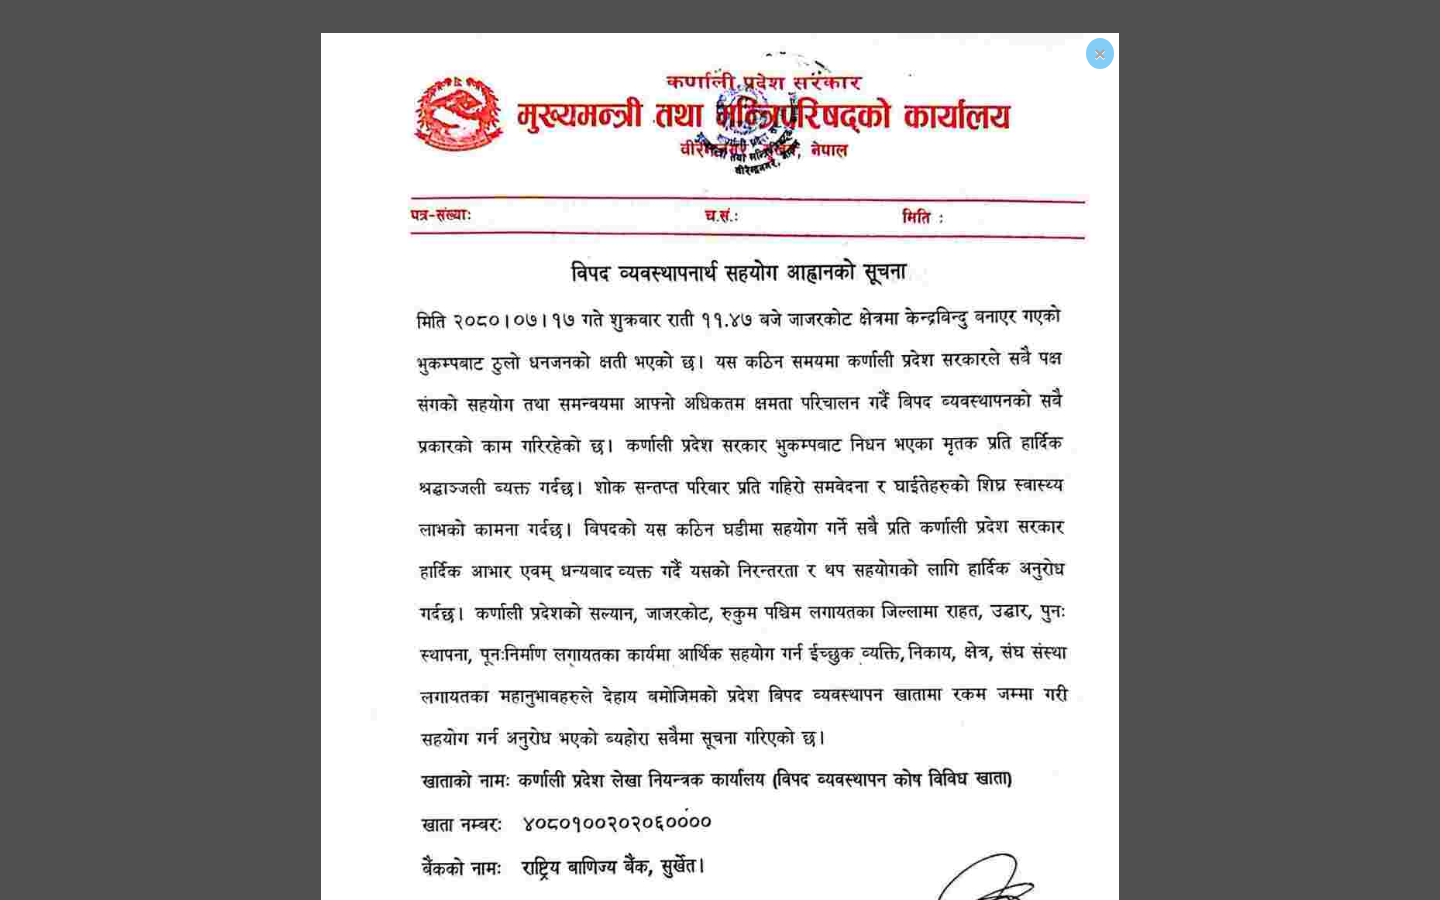 कर्णाली प्रदेश सरकार
मुख्यमन्त्री तथा मन्त्रिपरिषद्को कार्यालय
वीरेन्द्रनगर, सुर्खेत, नेपाल
पत्र-संख्याः च.सं.: मिति :
विपद व्यवस्थापनार्थ सहयोग आह्वानको सूचना
मिति २०८०।०७।१७ गते शुक्रवार राती ११.४७ बजे जाजरकोट क्षेत्रमा केन्द्रविन्दु बनाएर गएको
भुकम्पबाट ठुलो धनजनको क्षती भएको छ। यस कठिन समयमा कर्णाली प्रदेश सरकारले सबै पक्ष
संगको सहयोग तथा समन्वयमा आफ्नो अधिकतम क्षमता परिचालन गर्दै विपद व्यवस्थापनको सबै
प्रकारको काम गरिरहेको छ। कर्णाली प्रदेश सरकार भुकम्पबाट निधन भएका मृतक प्रति हार्दिक
श्रद्धाञ्जली व्यक्त गर्दछ। शोक सन्तप्त परिवार प्रति गहिरो समवेदना र घाईतेहरुको शिघ्र स्वास्थ्य
लाभको कामना गर्दछ। विपदको यस कठिन घडीमा सहयोग गर्ने सबै प्रति कर्णाली प्रदेश सरकार
हार्दिक आभार एवम् धन्यवाद व्यक्त गर्दै यसको निरन्तरता र थप सहयोगको लागि हार्दिक अनुरोध
गर्दछ। कर्णाली प्रदेशको सल्यान, जाजरकोट, रुकुम पश्चिम लगायतका जिल्लामा राहत, उद्धार, पुनः
स्थापना, पूनःनिर्माण लगायतका कार्यमा आर्थिक सहयोग गर्न ईच्छुक व्यक्ति, निकाय, क्षेत्र, संघ संस्था
लगायतका महानुभावहरुले देहाय बमोजिमको प्रदेश विपद व्यवस्थापन खातामा रकम जम्मा गरी
सहयोग गर्न अनुरोध भएको व्यहोरा सबैमा सूचना गरिएको छ।
खाताको नामः कर्णाली प्रदेश लेखा नियन्त्रक कार्यालय (विपद व्यवस्थापन कोष विविध खाता)
खाता नम्बरः ४०८०१००२०२०६००००
बैंकको नामः राष्ट्रिय बाणिज्य बैंक, सुर्खेत।